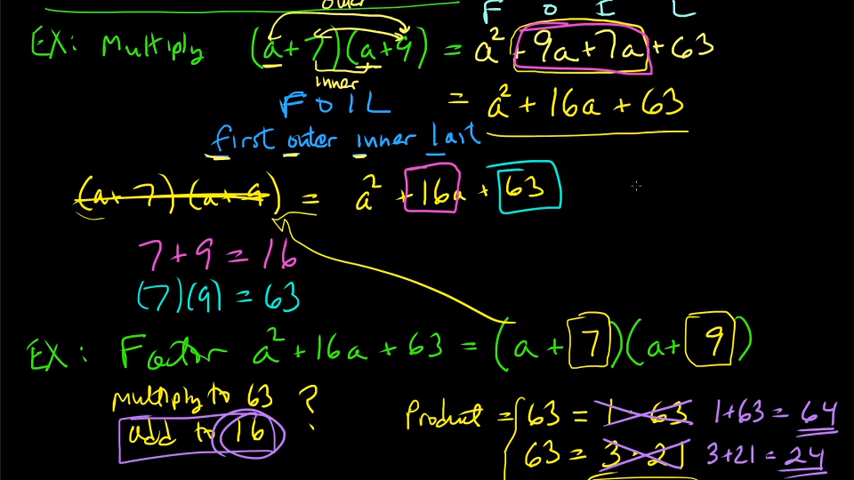 outer
F O I L
EX: Multiply (a+7)(a+9) = a² + 9a + 7a + 63
inner
FOIL = a² + 16a + 63
first outer inner last
(a+7)(a+9) = a² + 16a + 63
7+9 = 16
(7)(9) = 63
EX: Factor a² + 16a + 63 = (a + 7)(a + 9)
multiply to 63 ?
add to 16
Product = 63 = 1 · 63 1+63 = 64
63 = 3 · 21 3+21 = 24